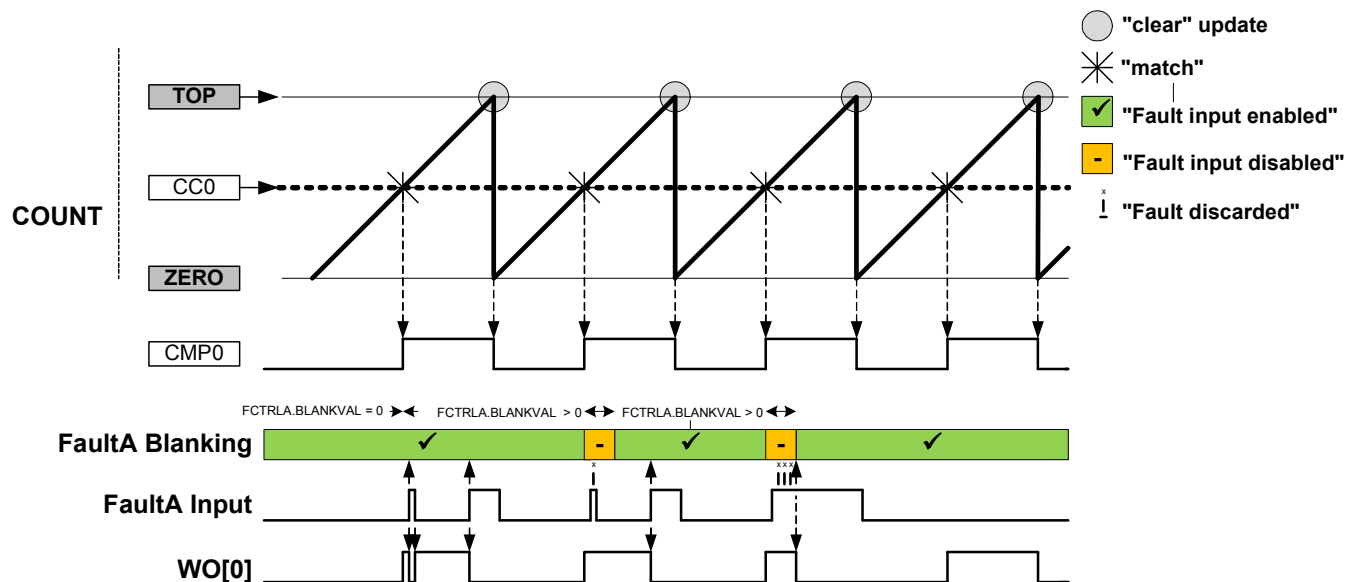 "clear" update
"match"
TOP
"Fault input enabled"
✓
"Fault input disabled"
-
CC0
x
"Fault discarded"
COUNT
ZERO
CMP0
FCTRLA.BLANKVAL = 0
FCTRLA.BLANKVAL > 0
FCTRLA.BLANKVAL > 0
FaultA Blanking
✓ - ✓ - ✓
x xxx
FaultA Input
WO[0]